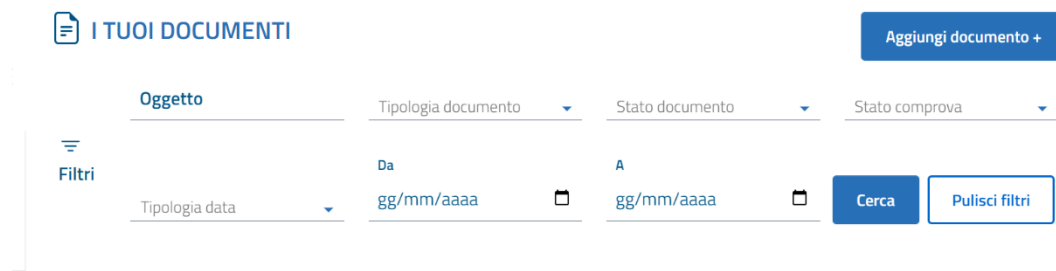 I TUOI DOCUMENTI
Aggiungi documento +
Oggetto
Tipologia documento
Stato documento
Stato comprova
Filtri
Tipologia data
Da
gg/mm/aaaa
A
gg/mm/aaaa
Cerca
Pulisci filtri